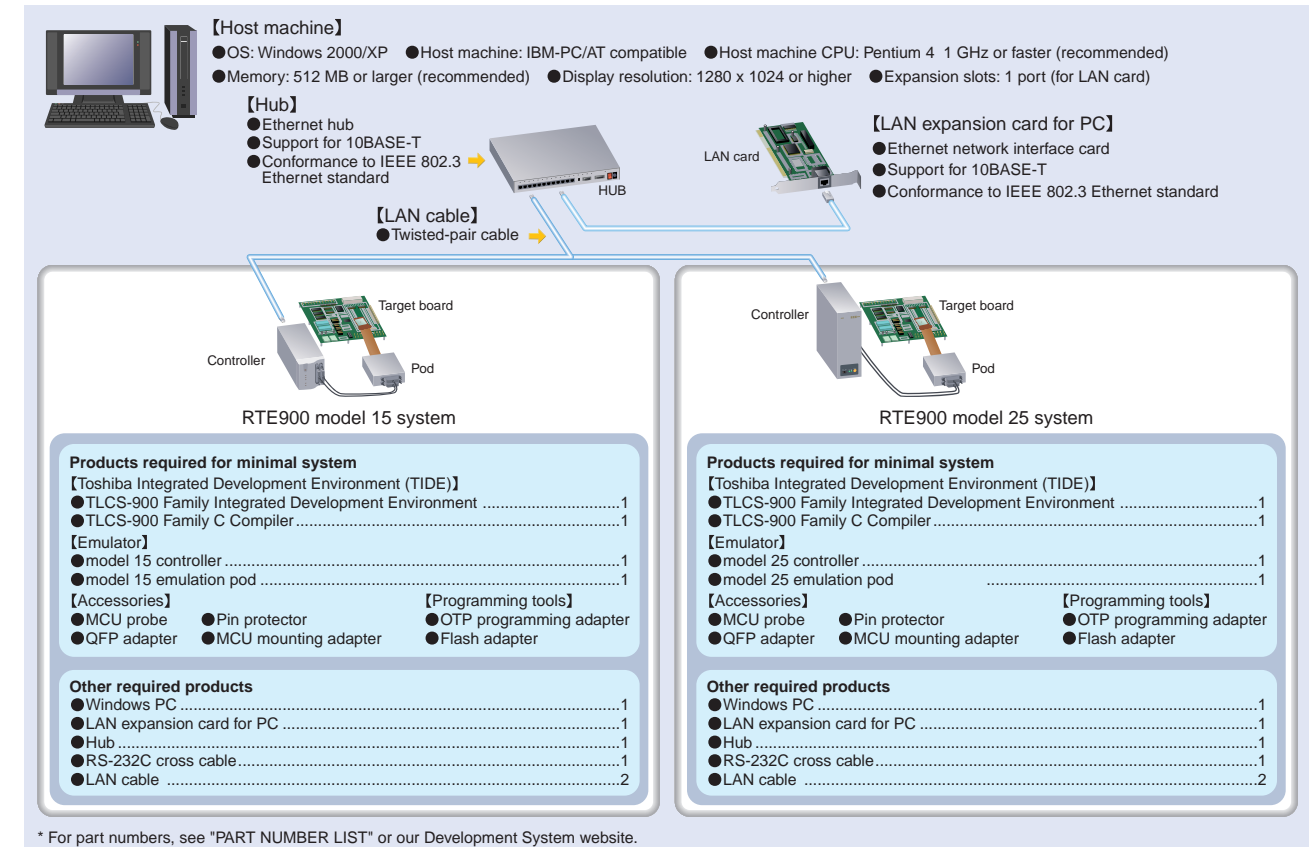 【Host machine】
●OS: Windows 2000/XP ●Host machine: IBM-PC/AT compatible ●Host machine CPU: Pentium 4 1 GHz or faster (recommended)
●Memory: 512 MB or larger (recommended) ●Display resolution: 1280 x 1024 or higher ●Expansion slots: 1 port (for LAN card)
【Hub】
●Ethernet hub
●Support for 10BASE-T
●Conformance to IEEE 802.3
Ethernet standard
HUB
LAN card
【LAN expansion card for PC】
●Ethernet network interface card
●Support for 10BASE-T
●Conformance to IEEE 802.3 Ethernet standard
【LAN cable】
●Twisted-pair cable
Target board
Controller
Pod
RTE900 model 15 system
Products required for minimal system
【Toshiba Integrated Development Environment (TIDE)】
●TLCS-900 Family Integrated Development Environment ..............................1
●TLCS-900 Family C Compiler..............................1
【Emulator】
●model 15 controller..............................1
●model 15 emulation pod..............................1
【Accessories】 【Programming tools】
●MCU probe ●Pin protector ●OTP programming adapter
●QFP adapter ●MCU mounting adapter ●Flash adapter
Other required products
●Windows PC..............................1
●LAN expansion card for PC..............................1
●Hub..............................1
●RS-232C cross cable..............................1
●LAN cable ..............................2
Controller
Target board
Pod
RTE900 model 25 system
Products required for minimal system
【Toshiba Integrated Development Environment (TIDE)】
●TLCS-900 Family Integrated Development Environment ..............................1
●TLCS-900 Family C Compiler..............................1
【Emulator】
●model 25 controller..............................1
●model 25 emulation pod ..............................1
【Accessories】 【Programming tools】
●MCU probe ●Pin protector ●OTP programming adapter
●QFP adapter ●MCU mounting adapter ●Flash adapter
Other required products
●Windows PC..............................1
●LAN expansion card for PC..............................1
●Hub..............................1
●RS-232C cross cable..............................1
●LAN cable ..............................2
* For part numbers, see "PART NUMBER LIST" or our Development System website.